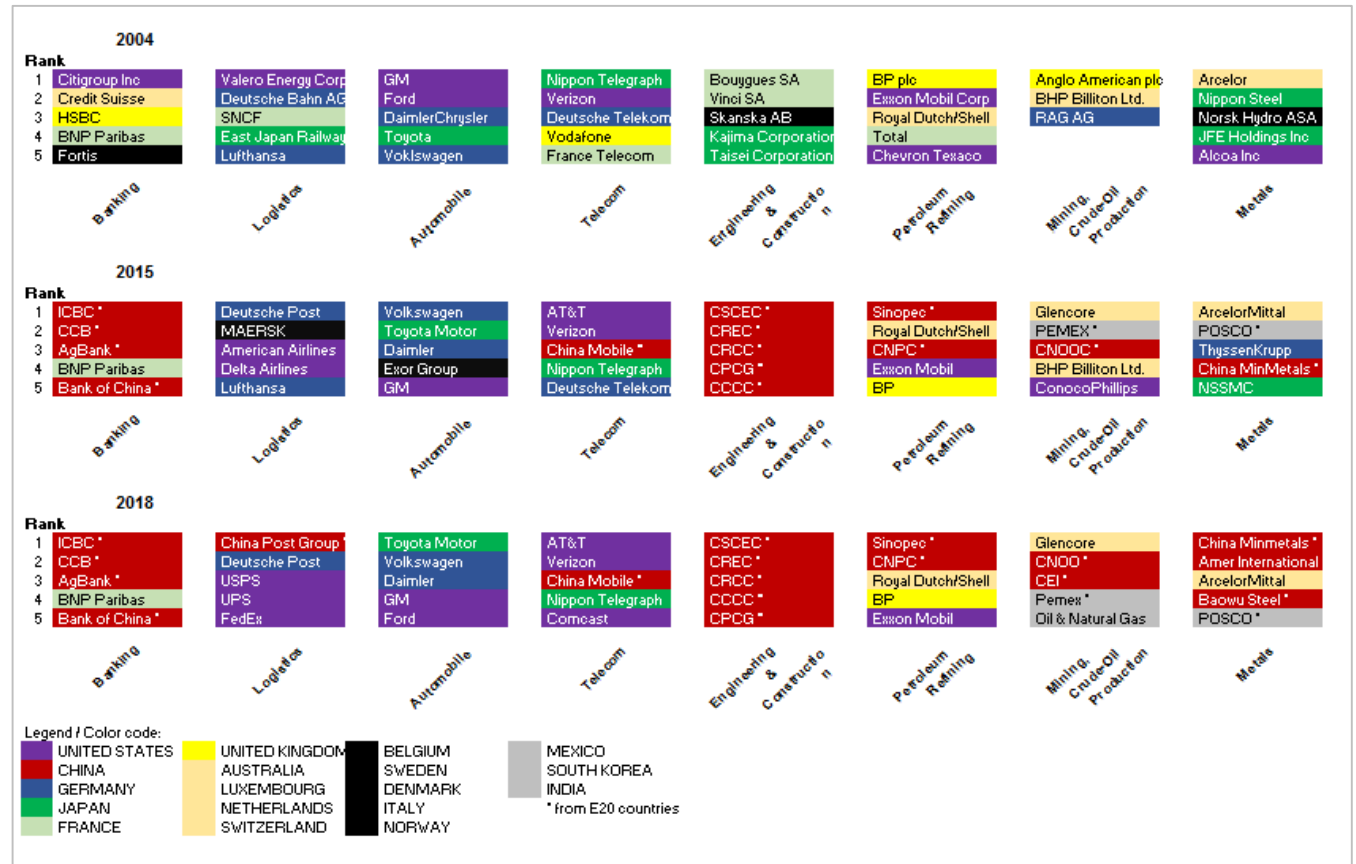 2004
Rank
1 Citigroup Inc Valero Energy Corp GM Nippon Telegraph Bouygues SA BP plc Anglo American plc Arcelor
2 Credit Suisse Deutsche Bahn AG Ford Verizon Vinci SA Exxon Mobil Corp BHP Billiton Ltd. Nippon Steel
3 HSBC SNCF DaimlerChrysler Deutsche Telekom Skanska AB Royal Dutch/Shell RAG AG Norsk Hydro ASA
4 BNP Paribas East Japan Railway Toyota Vodafone Kajima Corporation Total JFE Holdings Inc
5 Fortis Lufthansa Voklswagen France Telecom Taisei Corporation Chevron Texaco Alcoa Inc
Banking Logistics Automobile Telecom Engineering & Constructio n Petroleum Refining Mining, Crude-Oil Production Metals
2015
Rank
1 ICBC * Deutsche Post Volkswagen AT&T CSCEC * Sinopec * Glencore ArcelorMittal
2 CCB * MAERSK Toyota Motor Verizon CREC * Royal Dutch/Shell PEMEX * POSCO *
3 AgBank * American Airlines Daimler China Mobile * CRCC * CNPC * CNOOC * ThyssenKrupp
4 BNP Paribas Delta Airlines Exor Group Nippon Telegraph CPCG * Exxon Mobil BHP Billiton Ltd. China MinMetals *
5 Bank of China * Lufthansa GM Deutsche Telekom CCCC * BP ConocoPhillips NSSMC
Banking Logistics Automobile Telecom Engineering & Constructio n Petroleum Refining Mining, Crude-Oil Production Metals
2018
Rank
1 ICBC * China Post Group * Toyota Motor AT&T CSCEC * Sinopec * Glencore China Minmetals *
2 CCB * Deutsche Post Volkswagen Verizon CREC * CNPC * CNOO * Amer International
3 AgBank * USPS Daimler China Mobile * CRCC * Royal Dutch/Shell CEI * ArcelorMittal
4 BNP Paribas UPS GM Nippon Telegraph CCCC * BP Pemex * Baowu Steel *
5 Bank of China * FedEx Ford Comcast CPCG * Exxon Mobil Oil & Natural Gas POSCO *
Banking Logistics Automobile Telecom Engineering & Constructio n Petroleum Refining Mining, Crude-Oil Production Metals
Legend / Color code:
UNITED STATES UNITED KINGDOM BELGIUM MEXICO
CHINA AUSTRALIA SWEDEN SOUTH KOREA
GERMANY LUXEMBOURG DENMARK INDIA
JAPAN NETHERLANDS ITALY * from E20 countries
FRANCE SWITZERLAND NORWAY